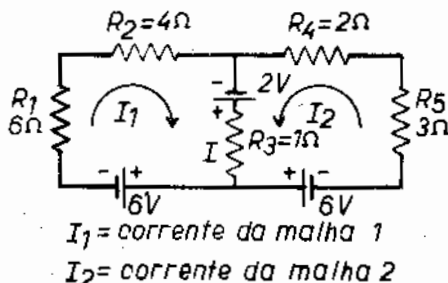 R2=4Ω R4=2Ω
- 2V
R1 6Ω I1 + I2 R5 3Ω
I R3=1Ω
- + + -
6V 6V
I1= corrente da malha 1
I2= corrente da malha 2